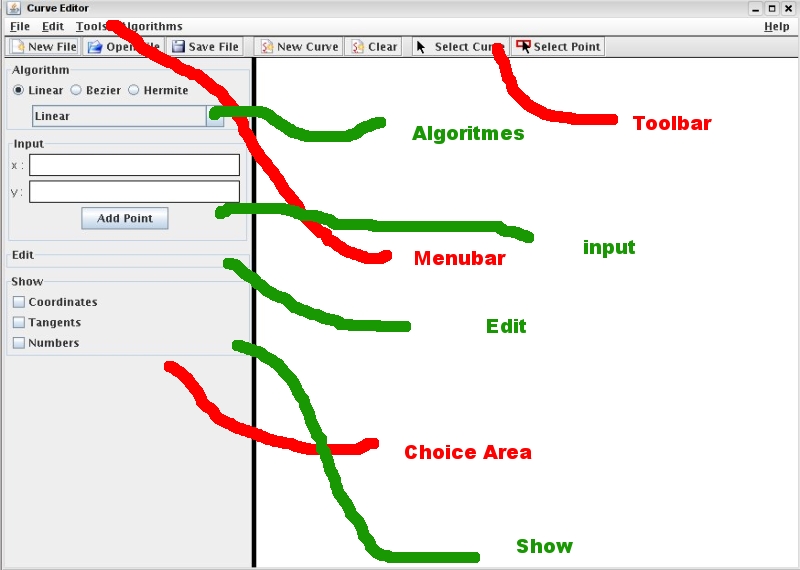 Curve Editor
File Edit Tools Algorithms Help
New File Open File Save File New Curve Clear Select Curve Select Point
Algorithm
Linear Bezier Hermite
Linear
Algoritmes
Toolbar
Input
x :
y :
Add Point
input
Menubar
Edit
Show
Coordinates
Tangents
Edit
Numbers
Choice Area
Show